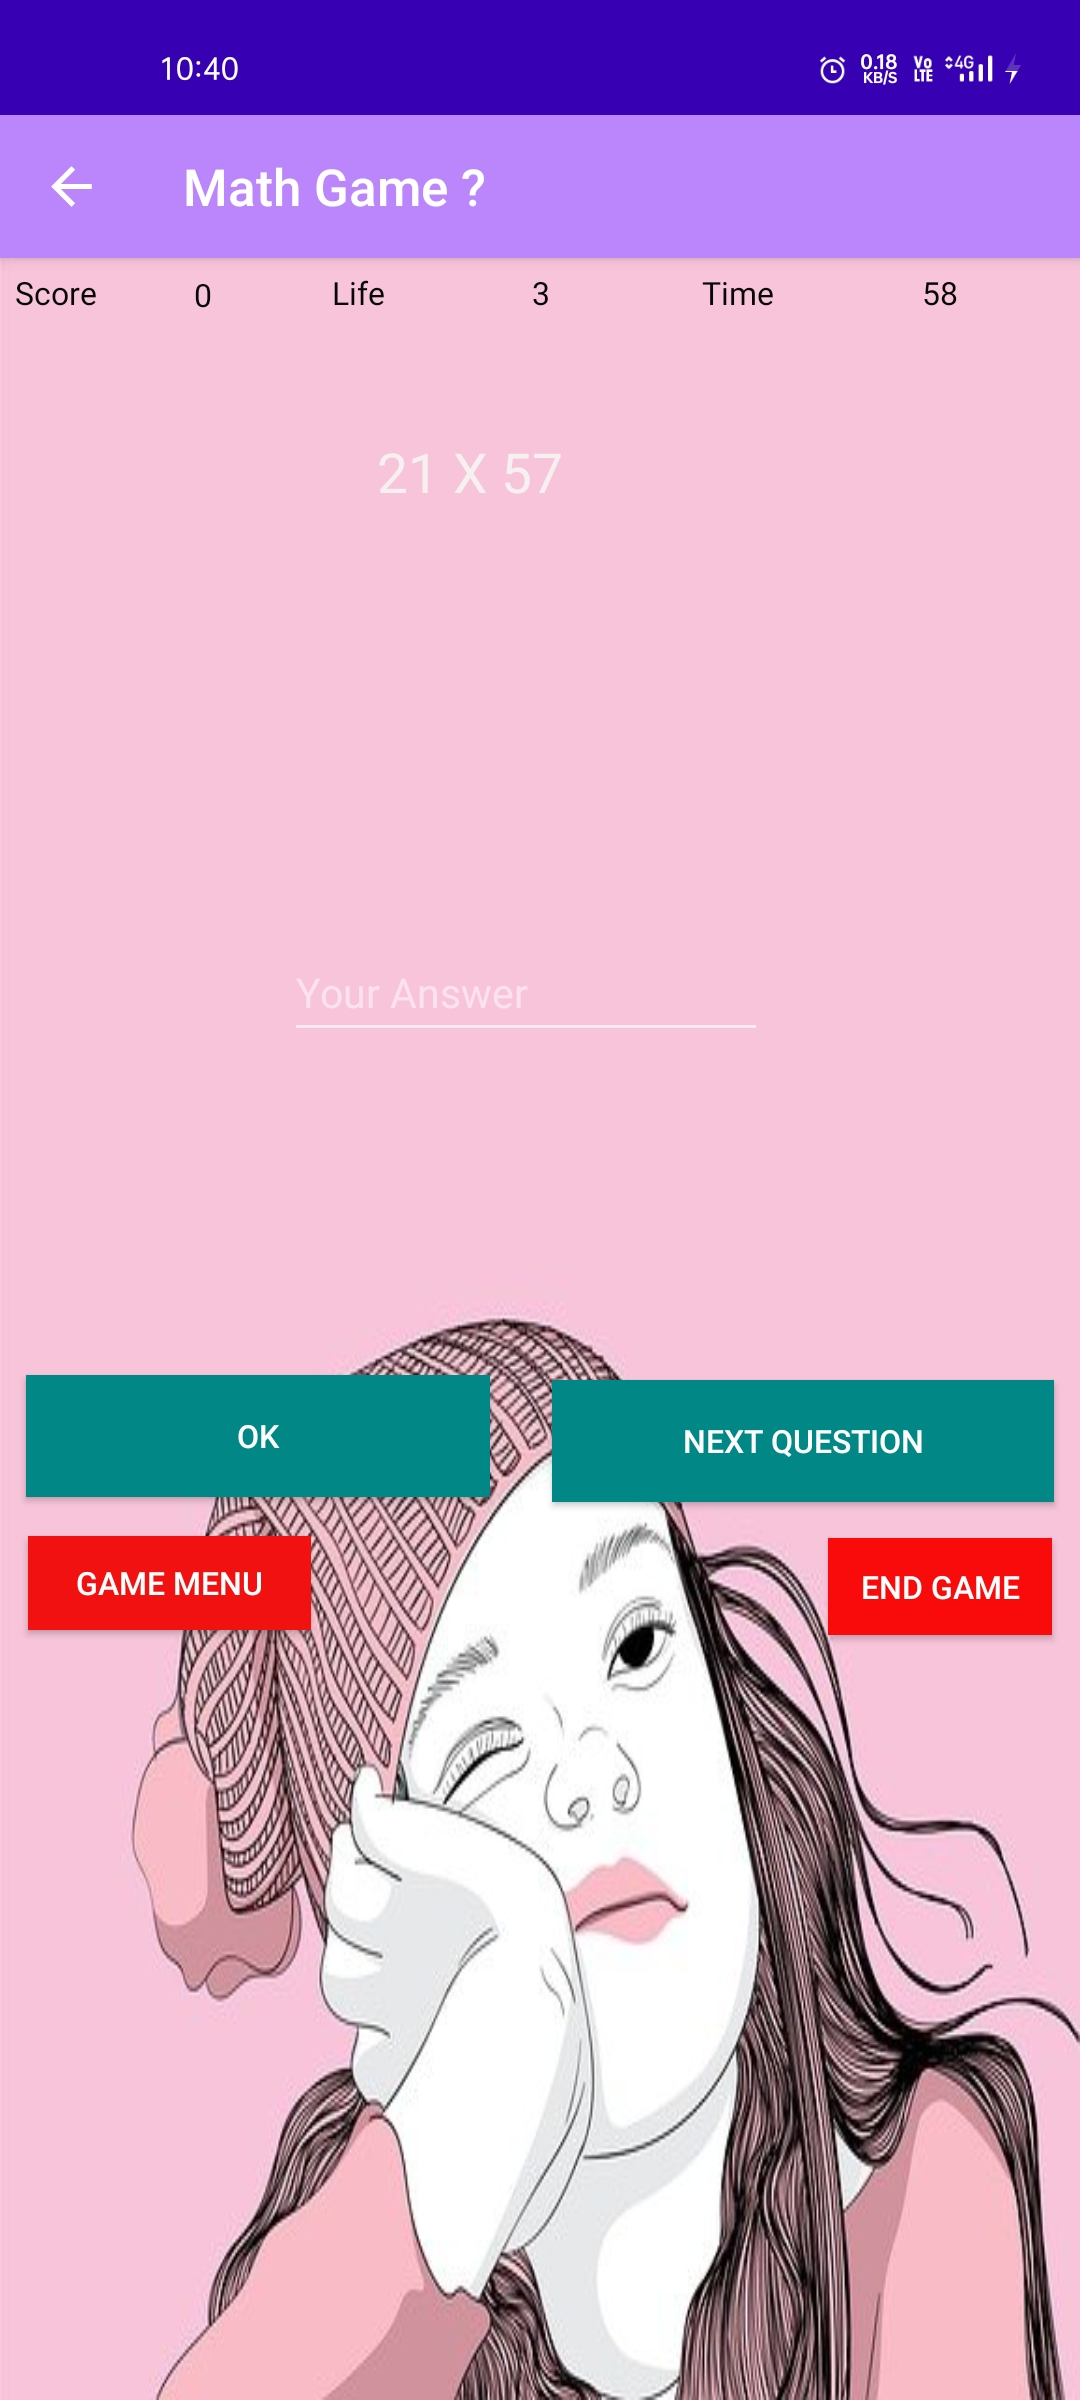 10:40 0.18 KB/S Vo LTE 4G
Math Game ?
Score 0 Life 3 Time 58
21 X 57
Your Answer
OK NEXT QUESTION
GAME MENU END GAME